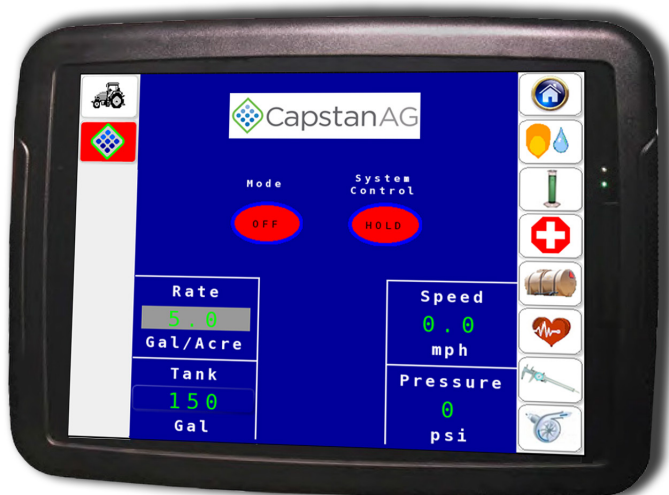 CapstanAG
Mode
System
Control
OFF
HOLD
Rate
5.0
Gal/Acre
Tank
150
Gal
Speed
0.0
mph
Pressure
0
psi